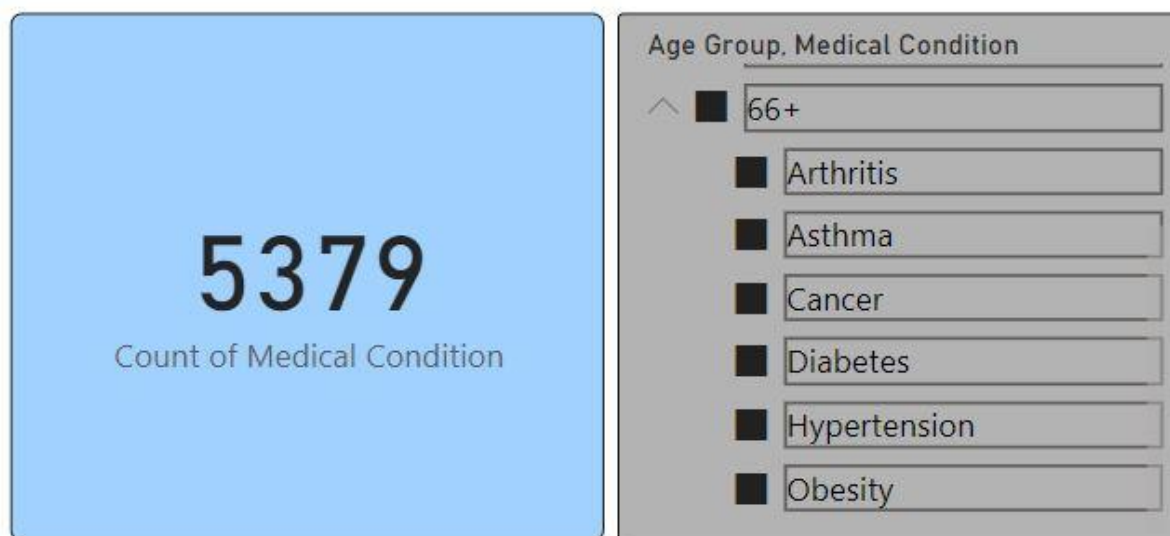 5379
Count of Medical Condition
Age Group, Medical Condition
66+
Arthritis
Asthma
Cancer
Diabetes
Hypertension
Obesity